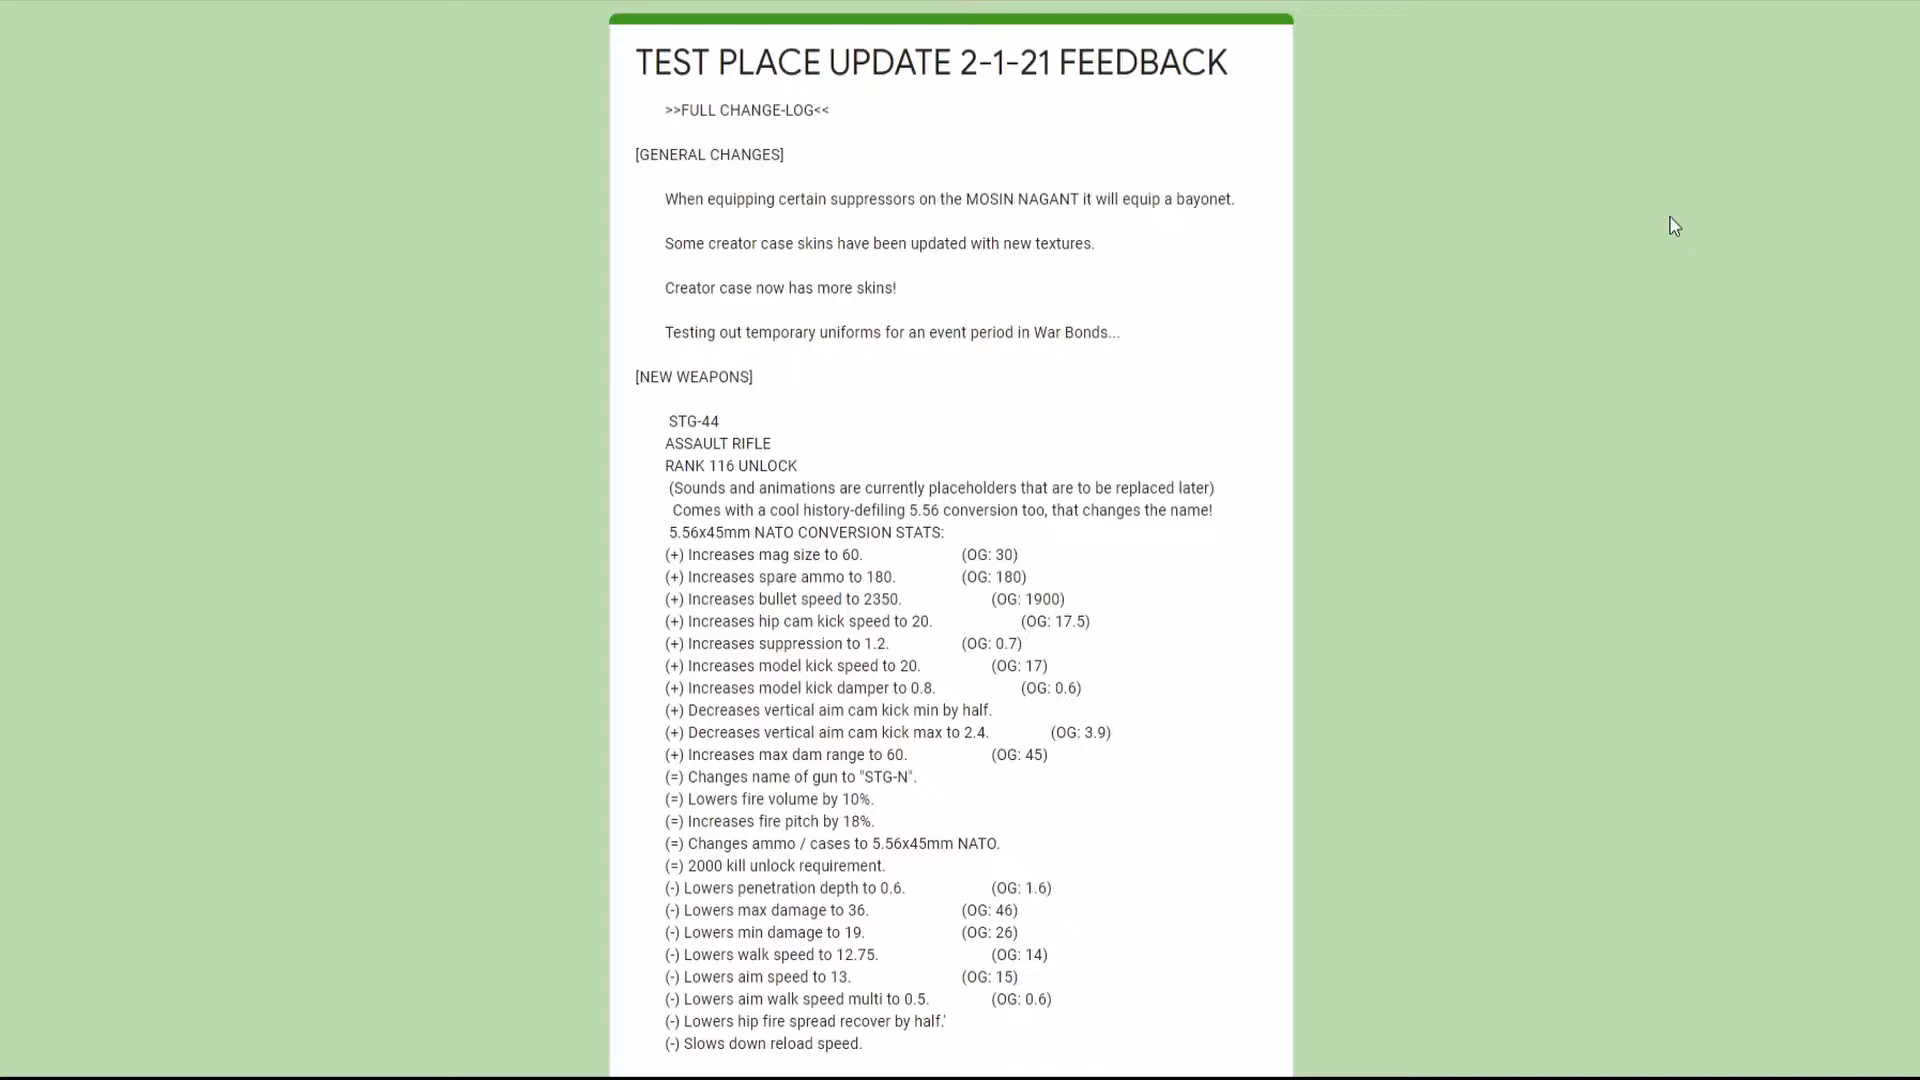 TEST PLACE UPDATE 2-1-21 FEEDBACK
>>FULL CHANGE-LOG<<
[GENERAL CHANGES]
When equipping certain suppressors on the MOSIN NAGANT it will equip a bayonet.
Some creator case skins have been updated with new textures.
Creator case now has more skins!
Testing out temporary uniforms for an event period in War Bonds...
[NEW WEAPONS]
STG-44
ASSAULT RIFLE
RANK 116 UNLOCK
(Sounds and animations are currently placeholders that are to be replaced later)
Comes with a cool history-defiling 5.56 conversion too, that changes the name!
5.56x45mm NATO CONVERSION STATS:
(+) Increases mag size to 60. (OG: 30)
(+) Increases spare ammo to 180. (OG: 180)
(+) Increases bullet speed to 2350. (OG: 1900)
(+) Increases hip cam kick speed to 20. (OG: 17.5)
(+) Increases suppression to 1.2. (OG: 0.7)
(+) Increases model kick speed to 20. (OG: 17)
(+) Increases model kick damper to 0.8. (OG: 0.6)
(+) Decreases vertical aim cam kick min by half.
(+) Decreases vertical aim cam kick max to 2.4. (OG: 3.9)
(+) Increases max dam range to 60. (OG: 45)
(=) Changes name of gun to "STG-N".
(=) Lowers fire volume by 10%.
(=) Increases fire pitch by 18%.
(=) Changes ammo / cases to 5.56x45mm NATO.
(=) 2000 kill unlock requirement.
(-) Lowers penetration depth to 0.6. (OG: 1.6)
(-) Lowers max damage to 36. (OG: 46)
(-) Lowers min damage to 19. (OG: 26)
(-) Lowers walk speed to 12.75. (OG: 14)
(-) Lowers aim speed to 13. (OG: 15)
(-) Lowers aim walk speed multi to 0.5. (OG: 0.6)
(-) Lowers hip fire spread recover by half.'
(-) Slows down reload speed.